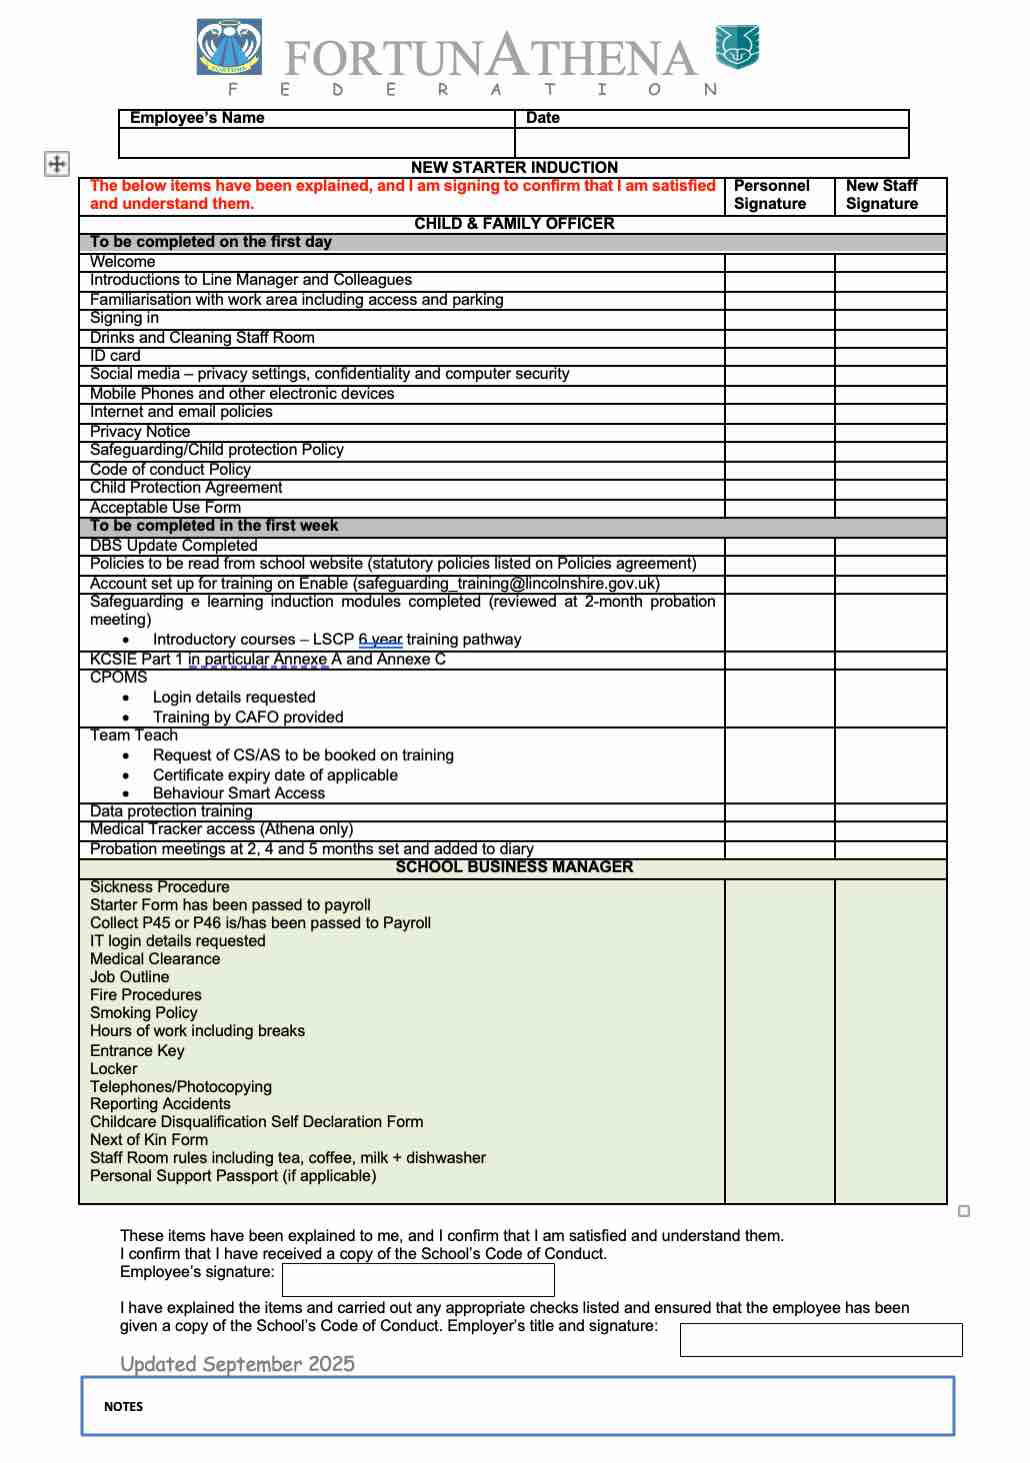 FORTUNATHENA
FEDERATION
Employee's Name Date
NEW STARTER INDUCTION
The below items have been explained, and I am signing to confirm that I am satisfied and understand them. Personnel Signature New Staff Signature
CHILD & FAMILY OFFICER
To be completed on the first day
Welcome
Introductions to Line Manager and Colleagues
Familiarisation with work area including access and parking
Signing in
Drinks and Cleaning Staff Room
ID card
Social media – privacy settings, confidentiality and computer security
Mobile Phones and other electronic devices
Internet and email policies
Privacy Notice
Safeguarding/Child protection Policy
Code of conduct Policy
Child Protection Agreement
Acceptable Use Form
To be completed in the first week
DBS Update Completed
Policies to be read from school website (statutory policies listed on Policies agreement)
Account set up for training on Enable (safeguarding_training@lincolnshire.gov.uk)
Safeguarding e learning induction modules completed (reviewed at 2-month probation
meeting)
• Introductory courses – LSCP 6 year training pathway
KCSIE Part 1 in particular Annexe A and Annexe C
CPOMS
• Login details requested
• Training by CAFO provided
Team Teach
• Request of CS/AS to be booked on training
• Certificate expiry date of applicable
• Behaviour Smart Access
Data protection training
Medical Tracker access (Athena only)
Probation meetings at 2, 4 and 5 months set and added to diary
SCHOOL BUSINESS MANAGER
Sickness Procedure
Starter Form has been passed to payroll
Collect P45 or P46 is/has been passed to Payroll
IT login details requested
Medical Clearance
Job Outline
Fire Procedures
Smoking Policy
Hours of work including breaks
Entrance Key
Locker
Telephones/Photocopying
Reporting Accidents
Childcare Disqualification Self Declaration Form
Next of Kin Form
Staff Room rules including tea, coffee, milk + dishwasher
Personal Support Passport (if applicable)
These items have been explained to me, and I confirm that I am satisfied and understand them.
I confirm that I have received a copy of the School's Code of Conduct.
Employee's signature:
I have explained the items and carried out any appropriate checks listed and ensured that the employee has been
given a copy of the School's Code of Conduct. Employer's title and signature:
Updated September 2025
NOTES